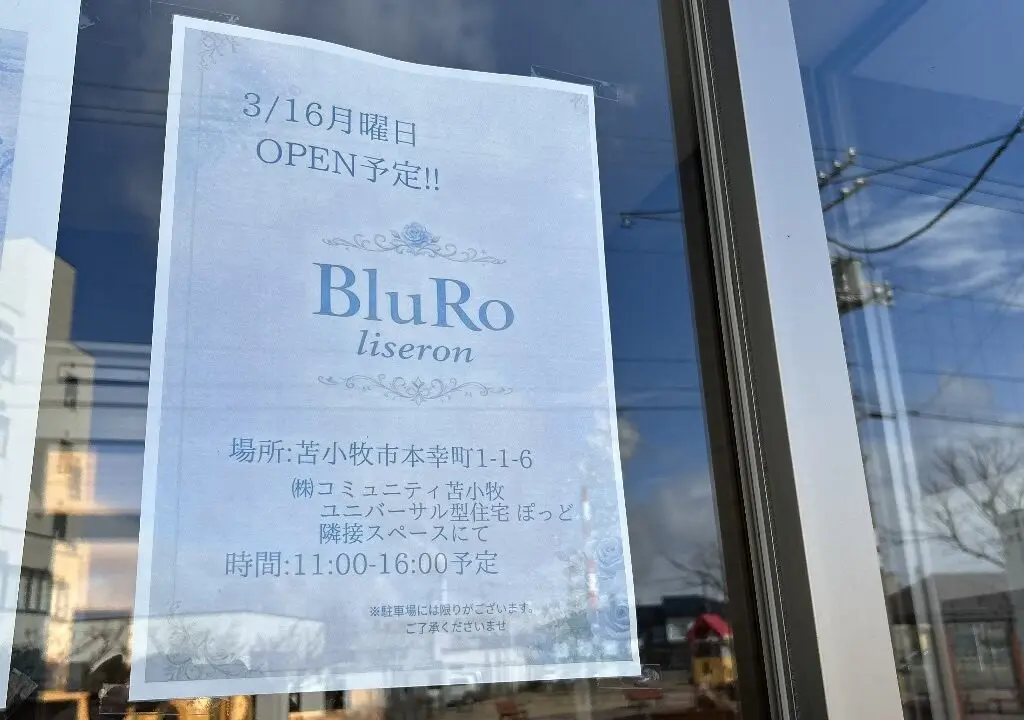 3/16月曜日
OPEN予定!!
BluRo
liseron
場所:苫小牧市本幸町1-1-6
㈱コミュニティ苫小牧
ユニバーサル型住宅 ぽっど
隣接スペースにて
時間:11:00-16:00予定
※駐車場には限りがございます。
ご了承くださいませ